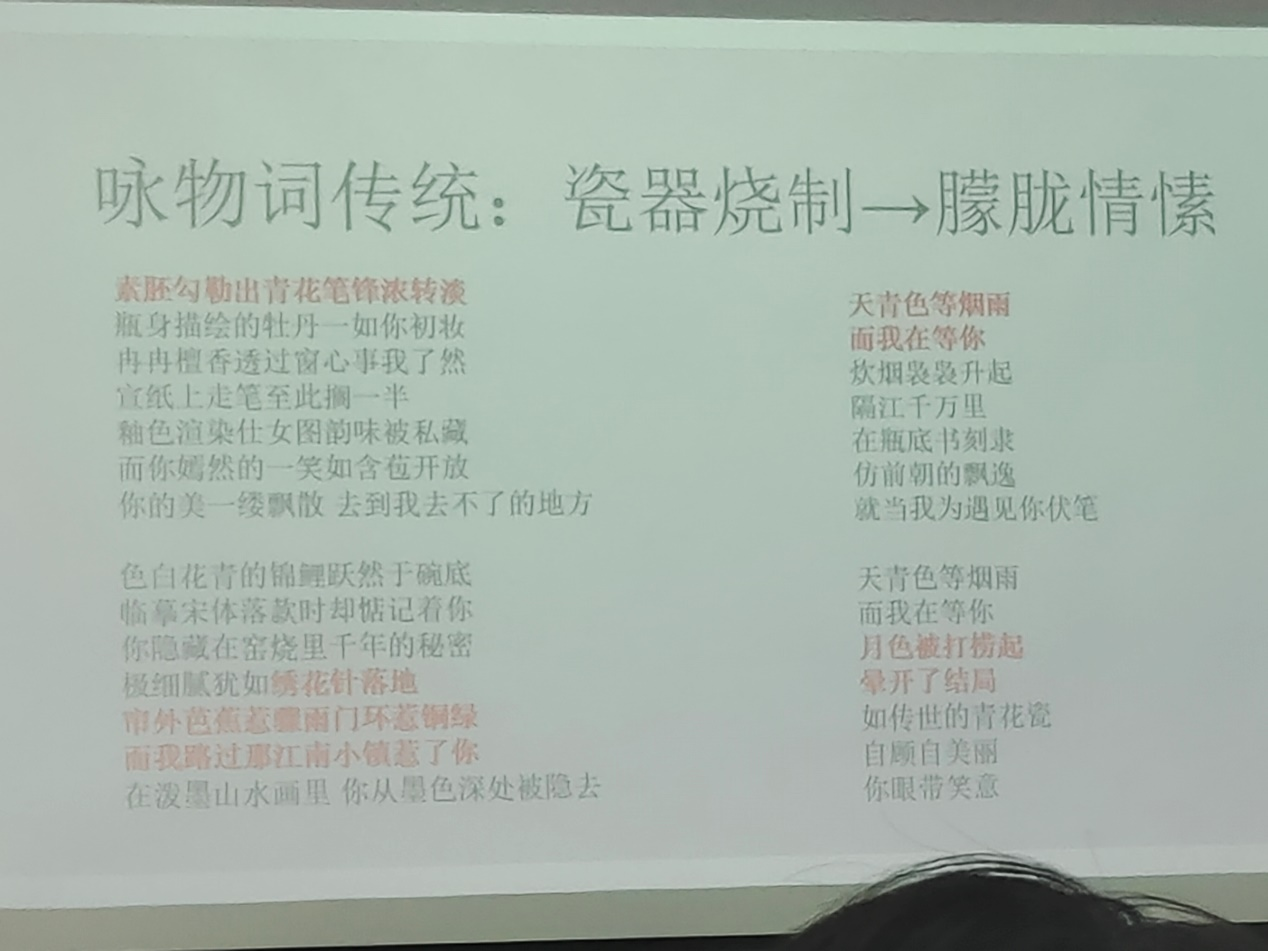 咏物词传统：瓷器烧制→朦胧情愫
素胚勾勒出青花笔锋浓转淡
瓶身描绘的牡丹一如你初妆
冉冉檀香透过窗心事我了然
宣纸上走笔至此搁一半
釉色渲染仕女图韵味被私藏
而你嫣然的一笑如含苞开放
你的美一缕飘散 去到我去不了的地方
色白花青的锦鲤跃然于碗底
临摹宋体落款时却惦记着你
你隐藏在窑烧里千年的秘密
极细腻犹如绣花针落地
帘外芭蕉惹骤雨门环惹铜绿
而我路过那江南小镇惹了你
在泼墨山水画里 你从墨色深处被隐去
天青色等烟雨
而我在等你
炊烟袅袅升起
隔江千万里
在瓶底书刻隶
仿前朝的飘逸
就当我为遇见你伏笔
天青色等烟雨
而我在等你
月色被打捞起
晕开了结局
如传世的青花瓷
自顾自美丽
你眼带笑意